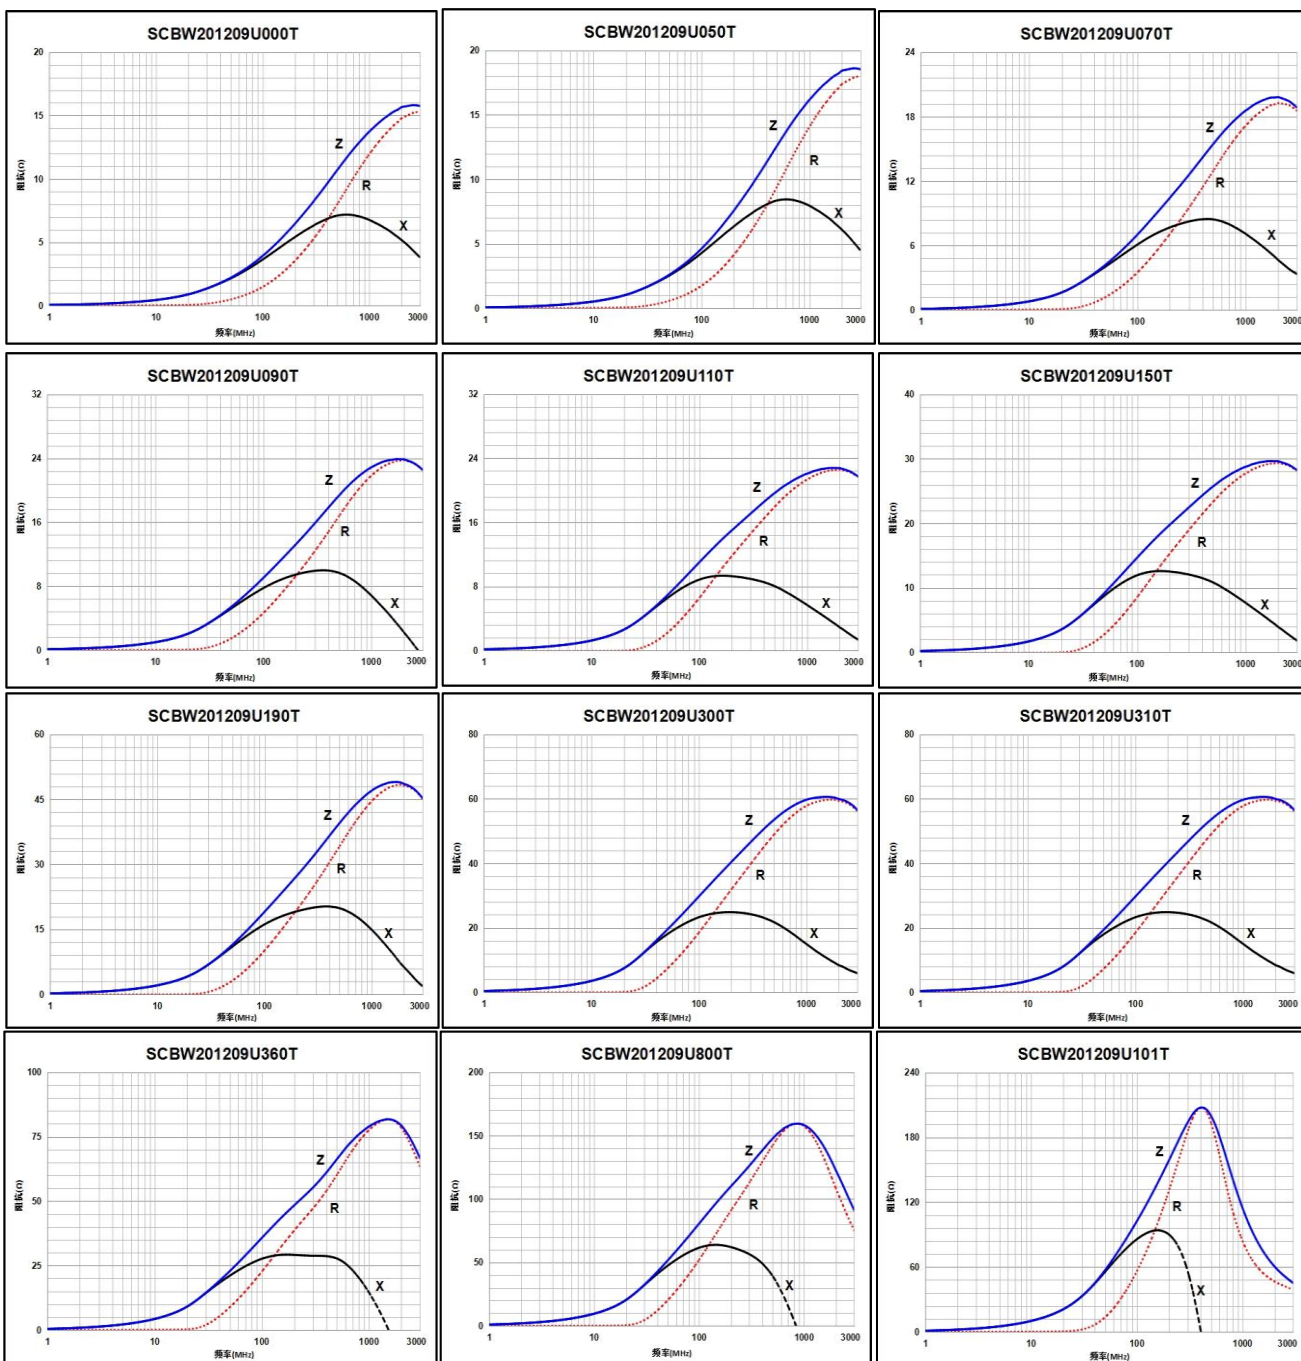 SCBW201209U000T
20
15
10
5
0
阻抗(Ω)
Z
R
X
1
10
100
1000
3000
频率(MHz)
SCBW201209U050T
20
15
10
5
0
阻抗(Ω)
Z
R
X
1
10
100
1000
3000
频率(MHz)
SCBW201209U070T
24
18
12
6
0
阻抗(Ω)
Z
R
X
1
10
100
1000
3000
频率(MHz)
SCBW201209U090T
32
24
16
8
0
阻抗(Ω)
Z
R
X
1
10
100
1000
3000
频率(MHz)
SCBW201209U110T
32
24
16
8
0
阻抗(Ω)
Z
R
X
1
10
100
1000
3000
频率(MHz)
SCBW201209U150T
40
30
20
10
0
阻抗(Ω)
Z
R
X
1
10
100
1000
3000
频率(MHz)
SCBW201209U190T
60
45
30
15
0
阻抗(Ω)
Z
R
X
1
10
100
1000
3000
频率(MHz)
SCBW201209U300T
80
60
40
20
0
阻抗(Ω)
Z
R
X
1
10
100
1000
3000
频率(MHz)
SCBW201209U310T
80
60
40
20
0
阻抗(Ω)
Z
R
X
1
10
100
1000
3000
频率(MHz)
SCBW201209U360T
100
75
50
25
0
阻抗(Ω)
Z
R
X
1
10
100
1000
3000
频率(MHz)
SCBW201209U800T
200
150
100
50
0
阻抗(Ω)
Z
R
X
1
10
100
1000
3000
频率(MHz)
SCBW201209U101T
240
180
120
60
0
阻抗(Ω)
Z
R
X
1
10
100
1000
3000
频率(MHz)